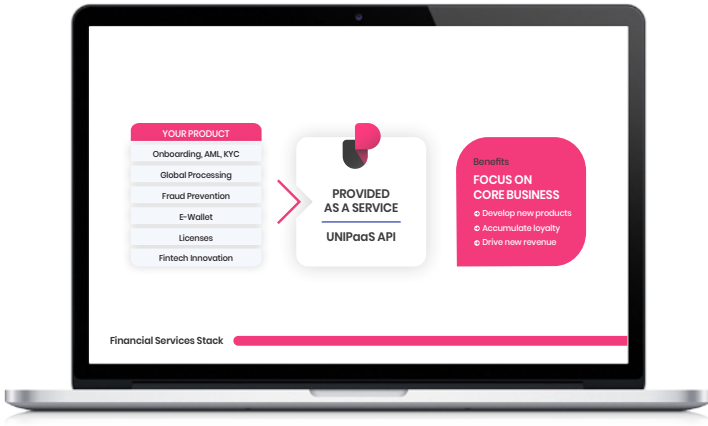 YOUR PRODUCT
Onboarding, AML, KYC
Global Processing
Fraud Prevention
E-Wallet
Licenses
Fintech Innovation
PROVIDED
AS A SERVICE
UNIPaaS API
Benefits
FOCUS ON
CORE BUSINESS
Develop new products
Accumulate loyalty
Drive new revenue
Financial Services Stack